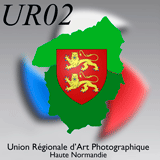 UR02
Union Régionale d'Art Photographique
Haute Normandie